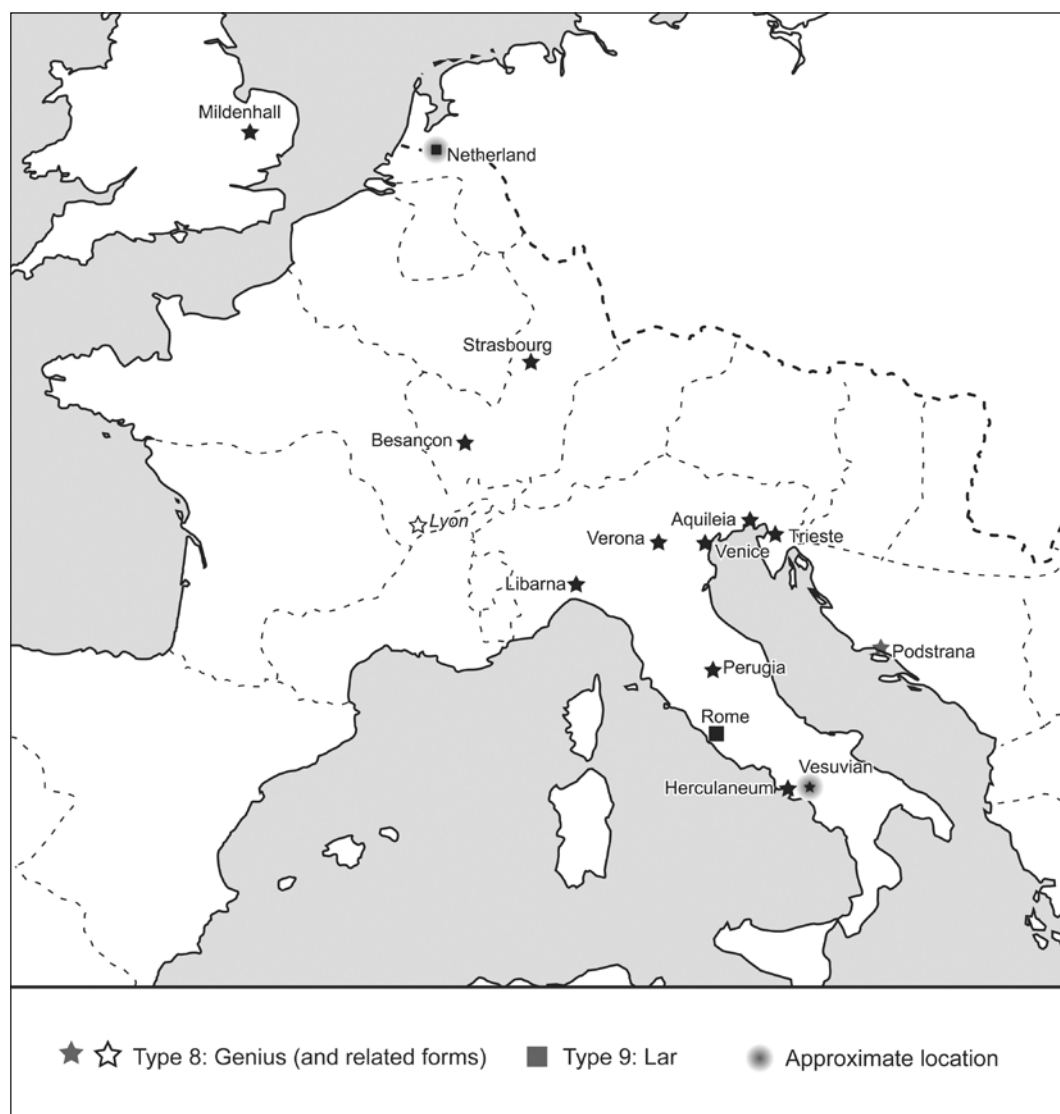 Mildenhall
Netherland
Strasbourg
Besançon
Lyon
Aquileia
Verona
Trieste
Venice
Libarna
Podstrana
Perugia
Rome
Vesuvian
Herculaneum
Type 8: Genius (and related forms)
Type 9: Lar
Approximate location